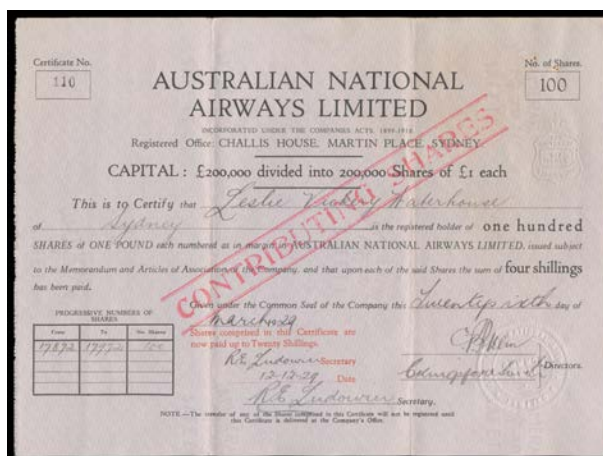 Certificate No.
110
No. of Shares.
100
AUSTRALIAN NATIONAL
AIRWAYS LIMITED
INCORPORATED UNDER THE COMPANIES ACTS, 1899-1918
Registered Office: CHALLIS HOUSE, MARTIN PLACE, SYDNEY.
CAPITAL: £200,000 divided into 200,000 Shares of £1 each
CONTRIBUTING SHARES
This is to Certify that Leslie Vickery Waterhouse
of Sydney is the registered holder of one hundred
SHARES of ONE POUND each numbered as in margin in AUSTRALIAN NATIONAL AIRWAYS LIMITED, issued subject
to the Memorandum and Articles of Association of the Company, and that upon each of the said Shares the sum of four shillings
has been paid.
Given under the Common Seal of the Company this Twenty sixth day of
March 1929
PROGRESSIVE NUMBERS OF
SHARES
From To No. Shares
100
Shares comprised in this Certificate are
now paid up to Twenty Shillings.
R.E. Ludowici Secretary
12-12-29 Date
Directors.
R.E. Ludowici Secretary.
NOTE.—The transfer of any of the Shares comprised in this Certificate will not be registered until
this Certificate is delivered at the Company's Office.